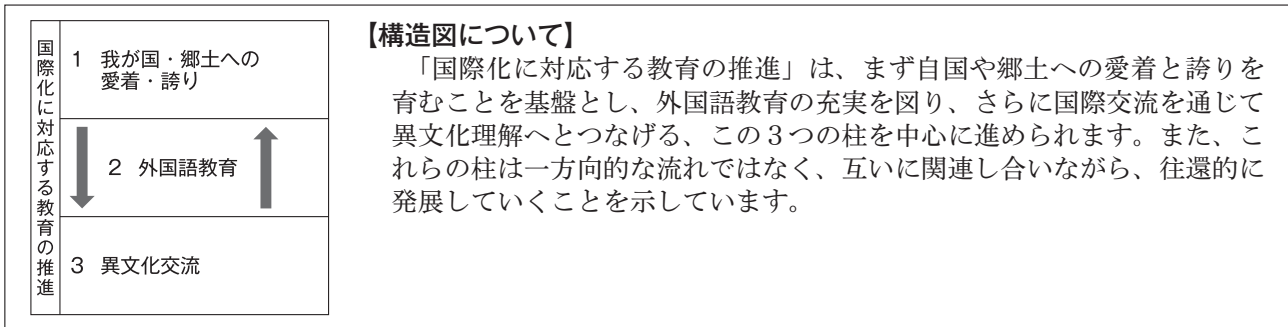 国際化に対応する教育の推進
1 我が国・郷土への
愛着・誇り
2 外国語教育
3 異文化交流
【構造図について】
「国際化に対応する教育の推進」は、まず自国や郷土への愛着と誇りを
育むことを基盤とし、外国語教育の充実を図り、さらに国際交流を通じて
異文化理解へとつなげる、この３つの柱を中心に進められます。また、こ
れらの柱は一方向的な流れではなく、互いに関連し合いながら、往還的に
発展していくことを示しています。